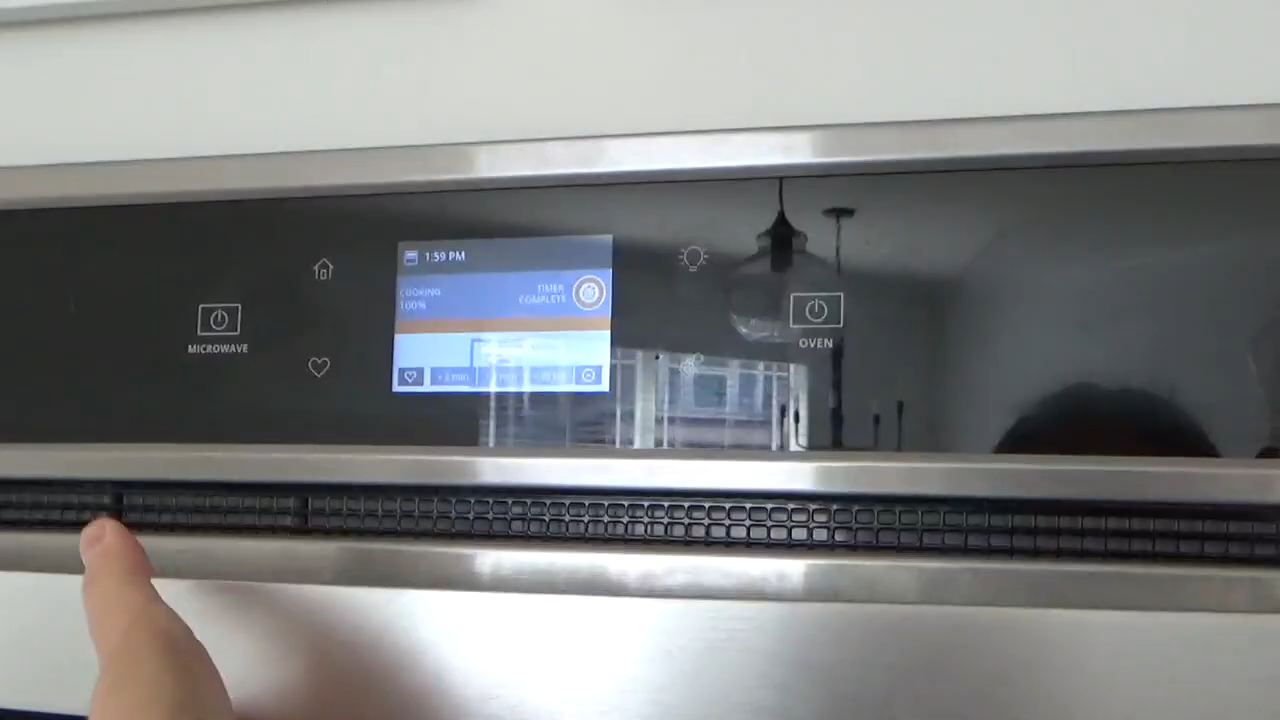 1:59 PM
COOKING
100%
TIMER
COMPLETE
MICROWAVE
OVEN